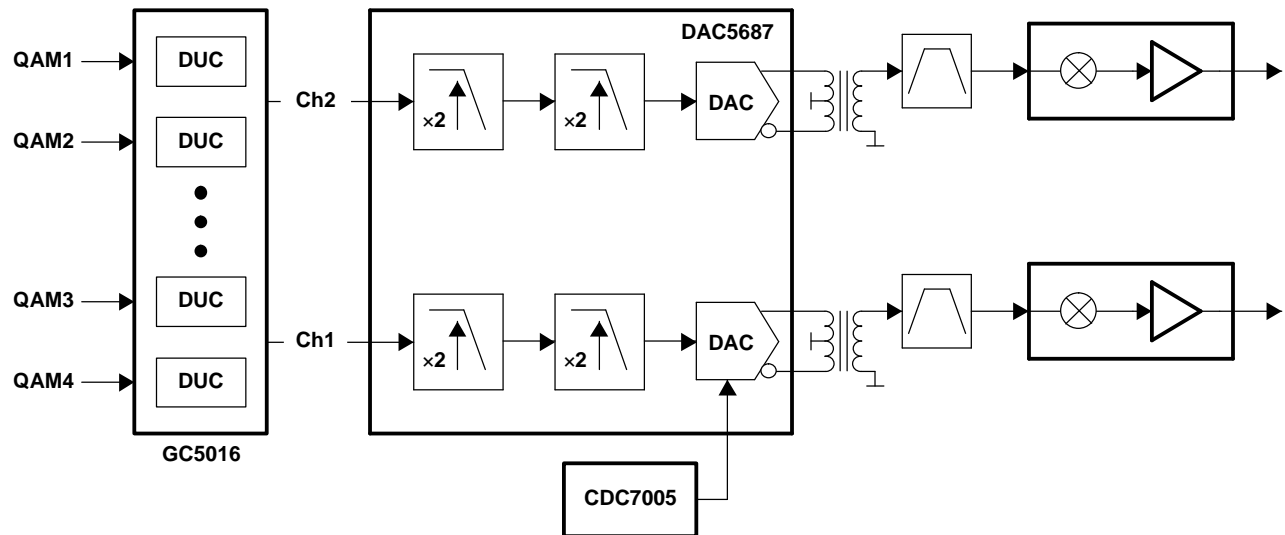 DAC5687
QAM1
DUC
Ch2
×2
×2
DAC
QAM2
DUC
QAM3
DUC
Ch1
×2
×2
DAC
QAM4
DUC
GC5016
CDC7005